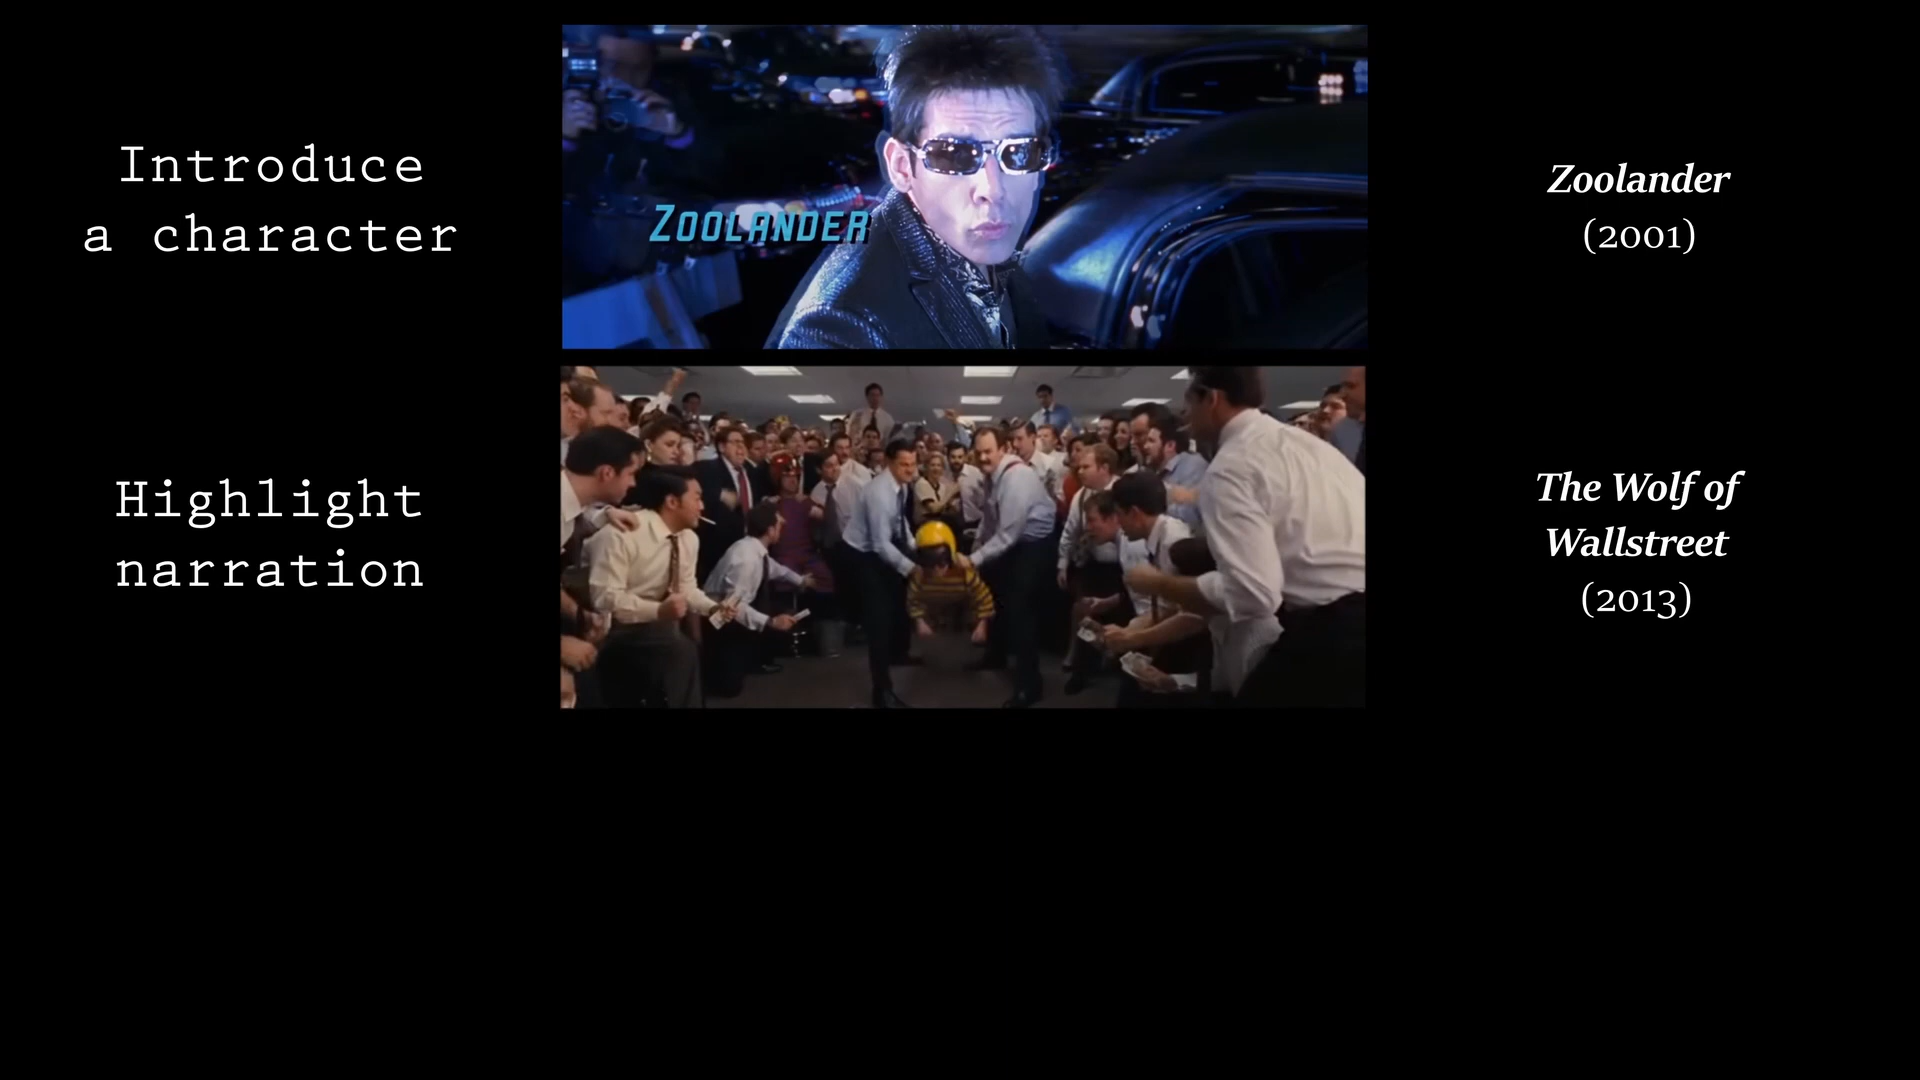 Introduce
a character
ZOOLANDER
Zoolander
(2001)
Highlight
narration
The Wolf of
Wallstreet
(2013)